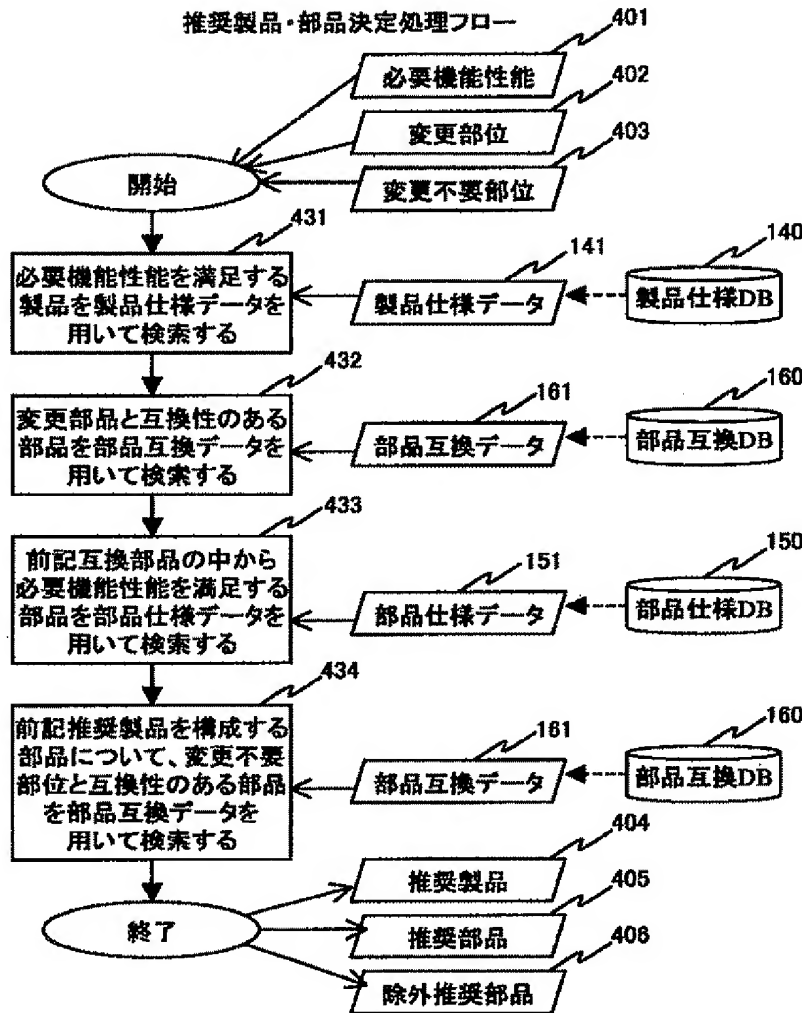 推奨製品・部品決定処理フロー
401
必要機能性能
402
変更部位
403
変更不要部位
開始
431
必要機能性能を満足する
製品を製品仕様データを
用いて検索する
141
製品仕様データ
140
製品仕様DB
432
変更部品と互換性のある
部品を部品互換データを
用いて検索する
161
部品互換データ
160
部品互換DB
433
前記互換部品の中から
必要機能性能を満足する
部品を部品仕様データを
用いて検索する
151
部品仕様データ
150
部品仕様DB
434
前記推奨製品を構成する
部品について、変更不要
部位と互換性のある部品
を部品互換データを
用いて検索する
161
部品互換データ
160
部品互換DB
終了
404
推奨製品
405
推奨部品
406
除外推奨部品